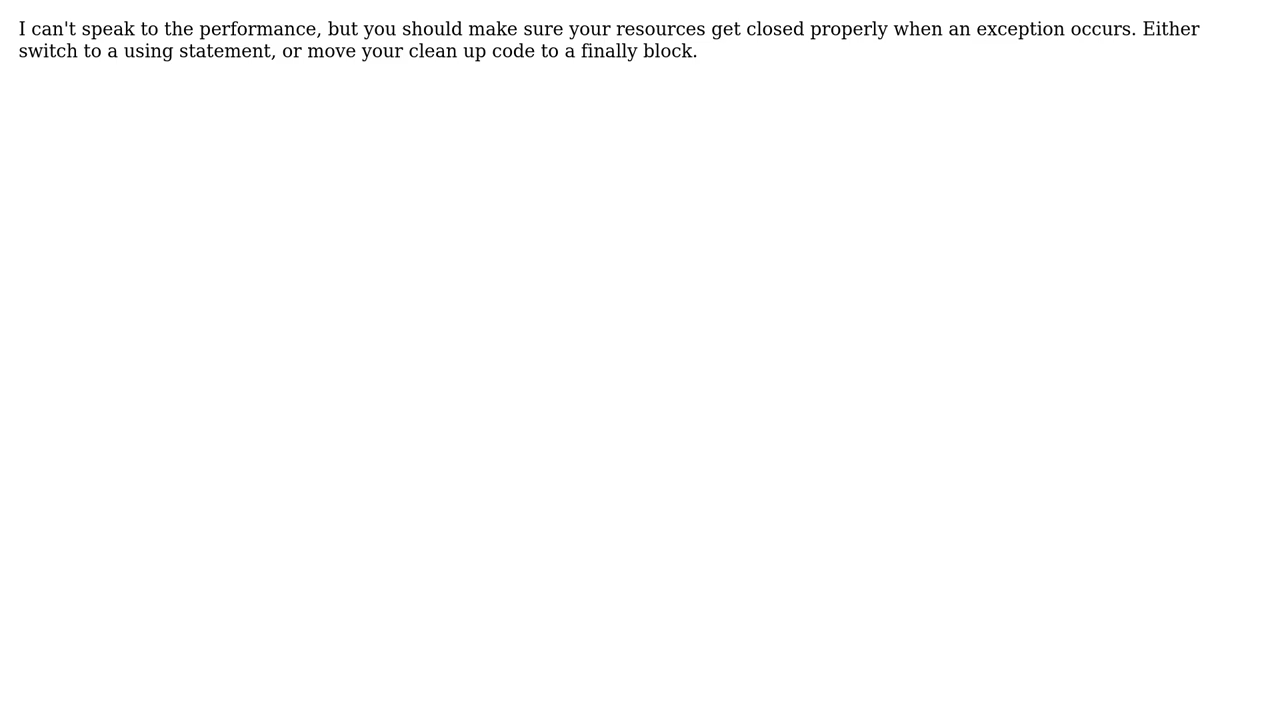 I can't speak to the performance, but you should make sure your resources get closed properly when an exception occurs. Either
switch to a using statement, or move your clean up code to a finally block.